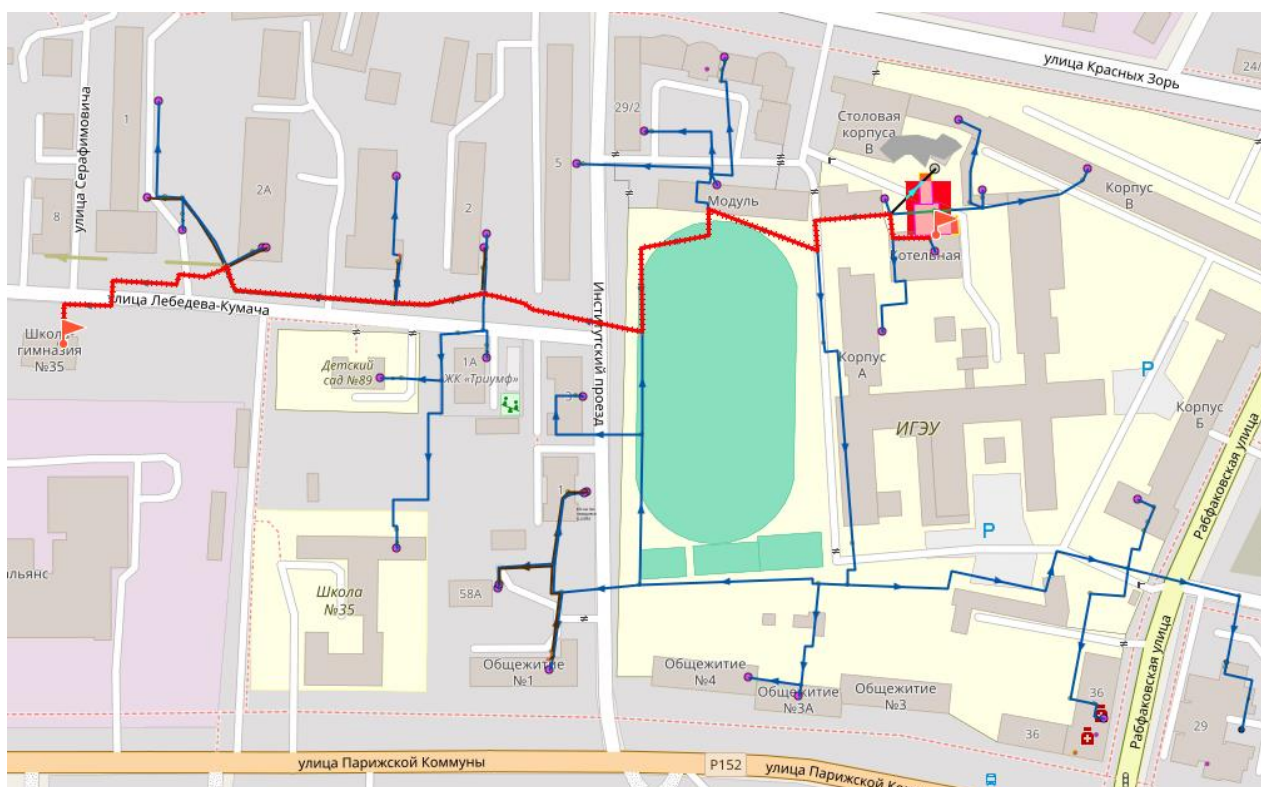 улица Красных Зорь
24/
улица Серафимовича
1
2А
8
2
5
29/2
Столовая
корпуса
В
Корпус
В
Модуль
Котельная
улица Лебедева-Кумача
Школа-
гимназия
№35
Детский
сад №89
1А
ЖК «Триумф»
Институтский проезд
3
Корпус
А
ИГЭУ
P
Корпус
Б
Рабфаковская улица
1
P
альянс
Школа
№35
58А
Общежитие
№1
Общежитие
№4
Общежитие
№3А
Общежитие
№3
36
36
29
Рабфаковская улица
улица Парижской Коммуны
Р152
улица Парижской Ком